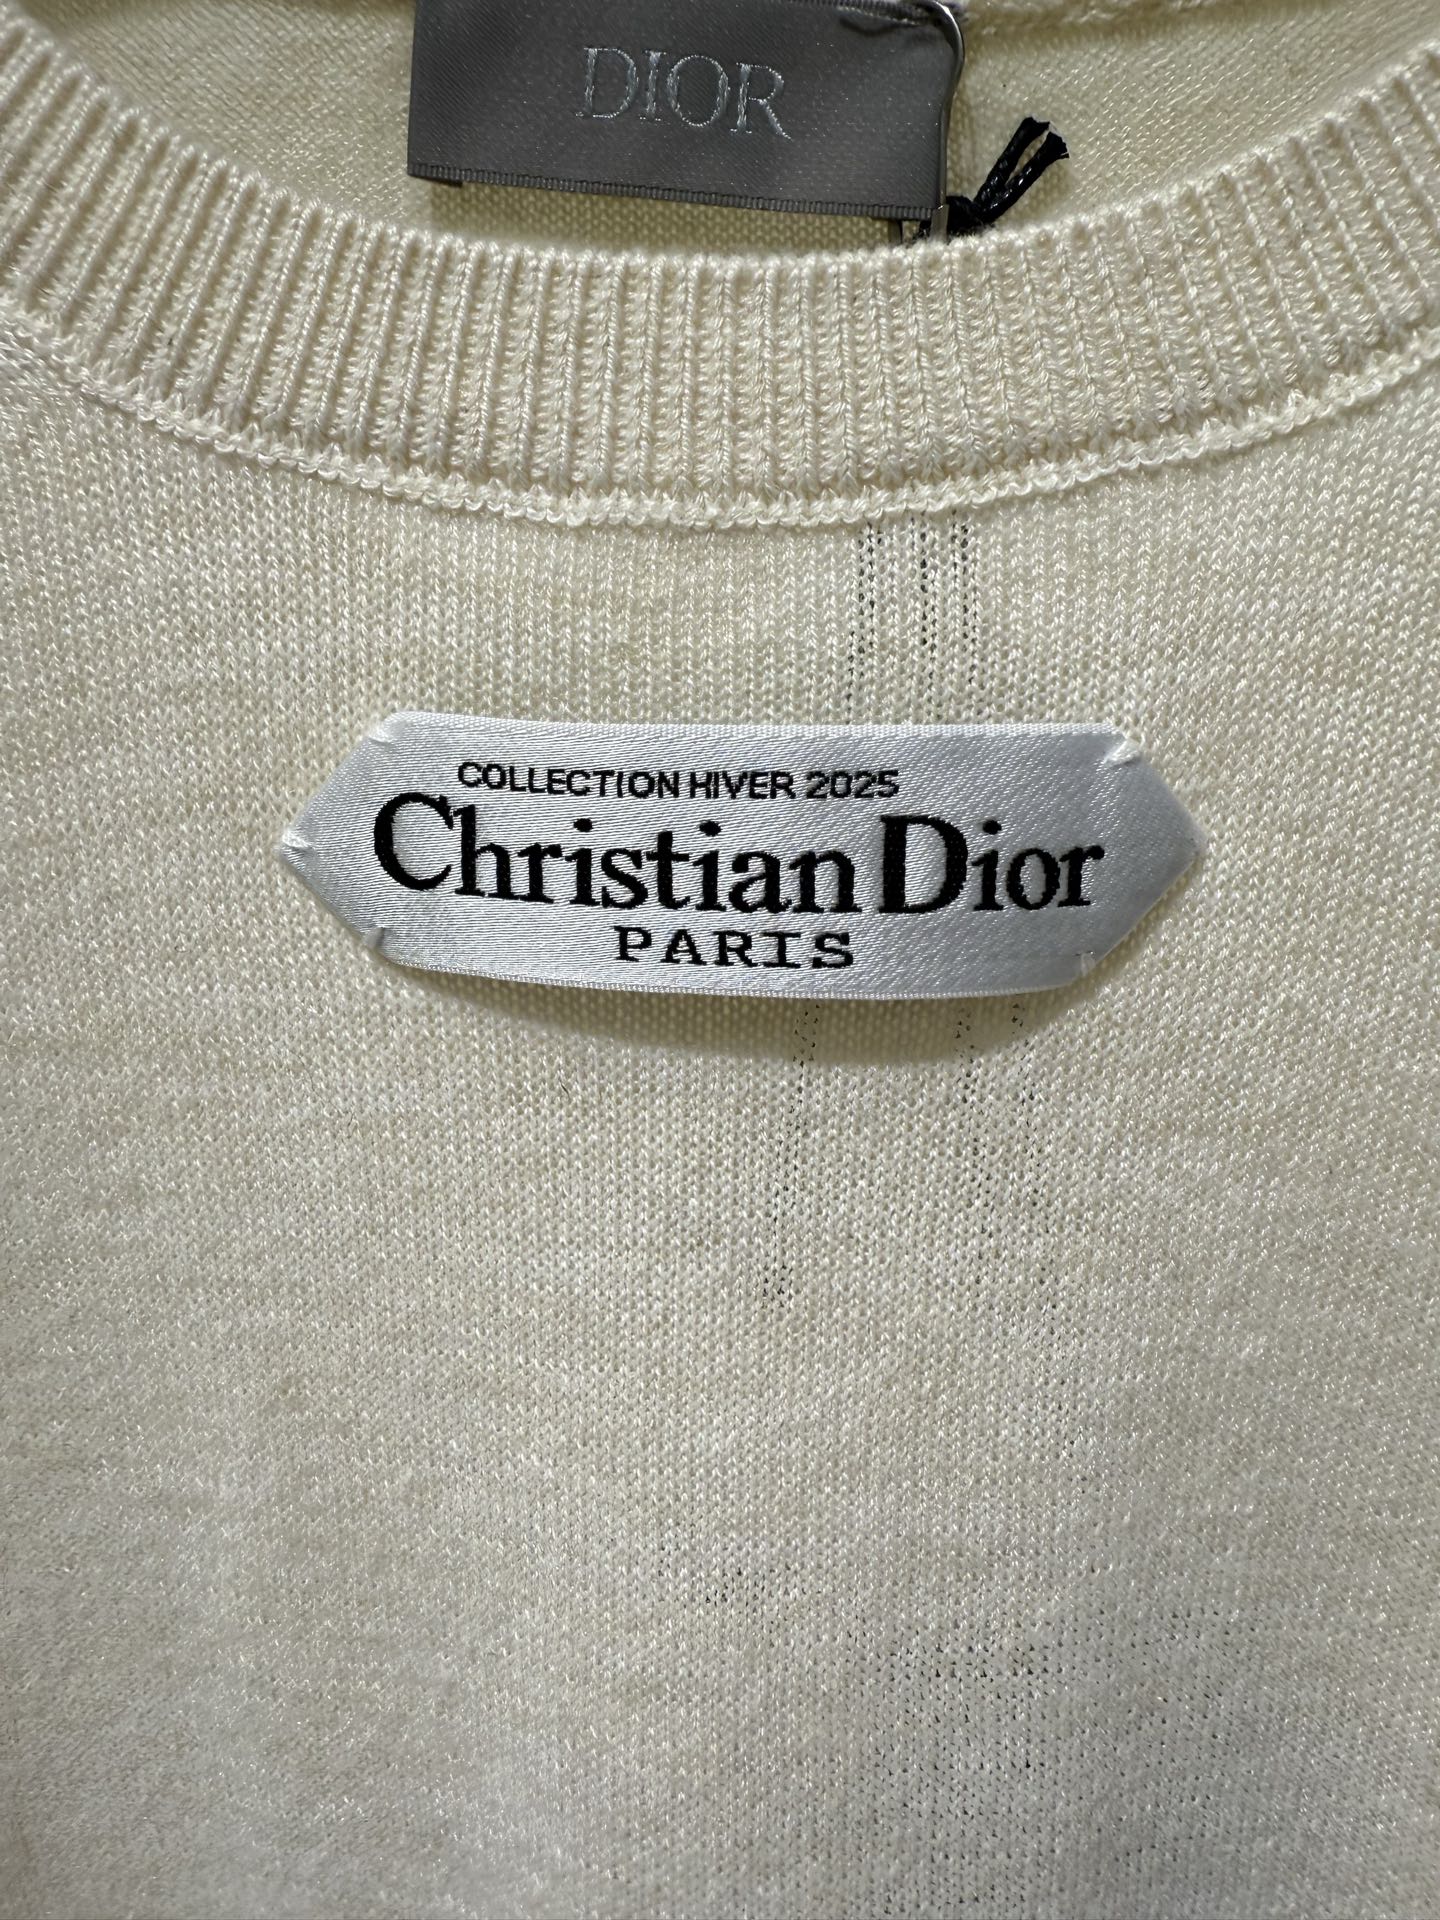 DIOR
COLLECTION HIVER 2025
Christian Dior
PARIS